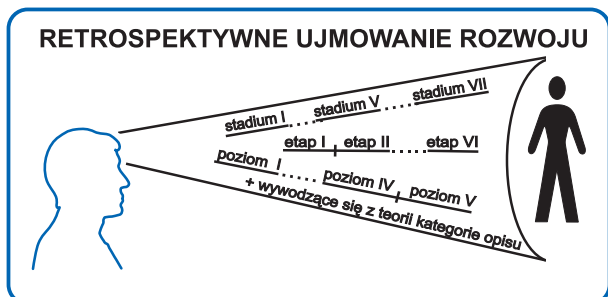 RETROSPEKTYWNE UJMOWANIE ROZWOJU
stadium I ..... stadium V ..... stadium VII
etap I etap II ...... etap VI
poziom I ...... poziom IV poziom V
+ wywodzące się z teorii kategorie opisu